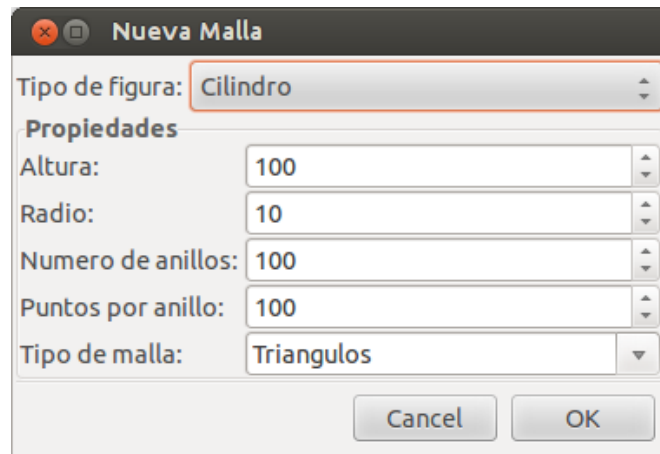 Nueva Malla
Tipo de figura: Cilindro
Propiedades
Altura: 100
Radio: 10
Numero de anillos: 100
Puntos por anillo: 100
Tipo de malla: Triangulos
Cancel OK